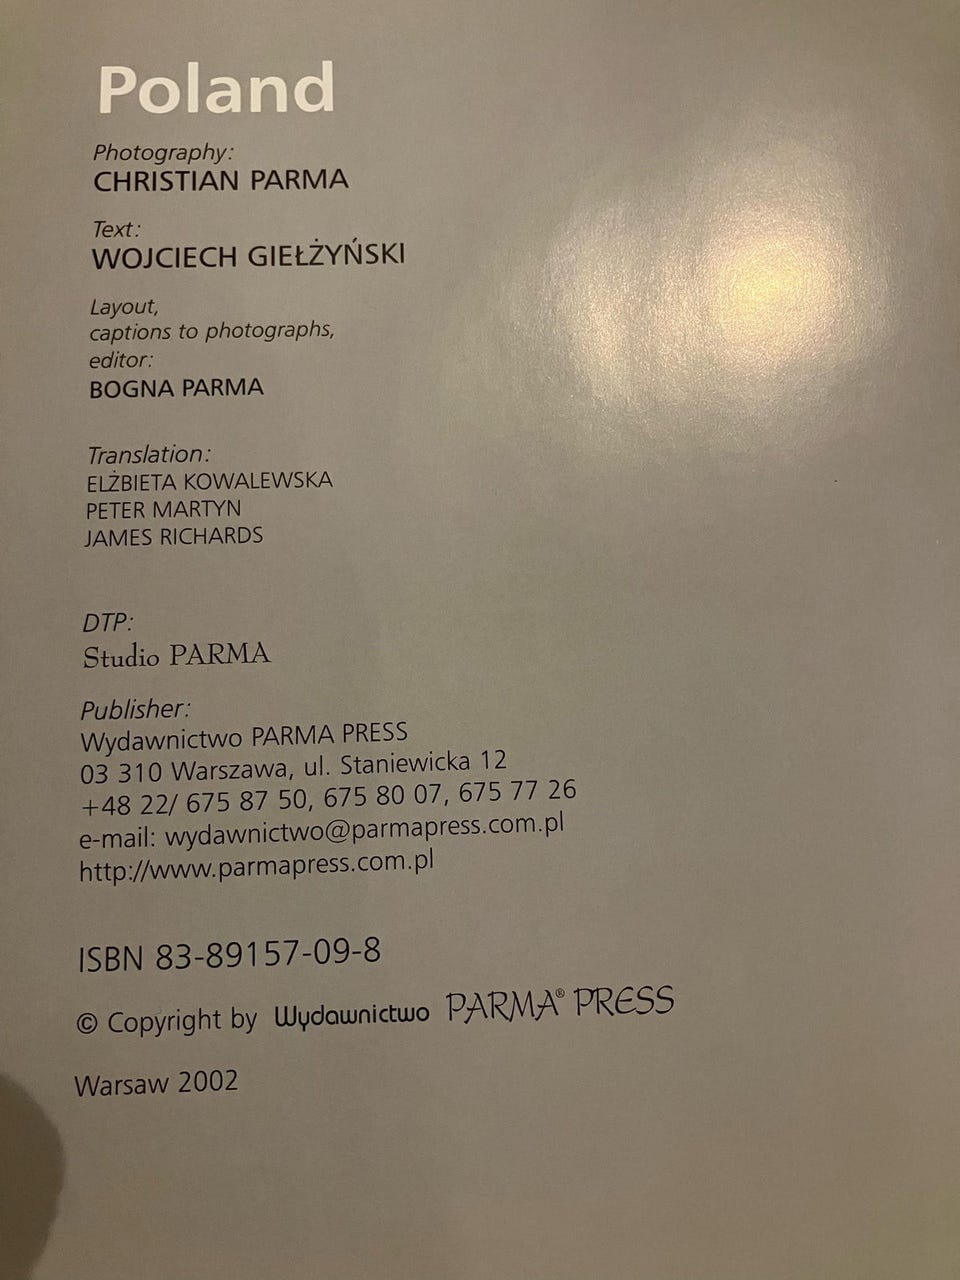 Poland
Photography:
CHRISTIAN PARMA
Text:
WOJCIECH GIEŁŻYŃSKI
Layout,
captions to photographs,
editor:
BOGNA PARMA
Translation:
ELŻBIETA KOWALEWSKA
PETER MARTYN
JAMES RICHARDS
DTP:
Studio PARMA
Publisher:
Wydawnictwo PARMA PRESS
03 310 Warszawa, ul. Staniewicka 12
+48 22/ 675 87 50, 675 80 07, 675 77 26
e-mail: wydawnictwo@parmapress.com.pl
http://www.parmapress.com.pl
ISBN 83-89157-09-8
© Copyright by Wydawnictwo PARMA® PRESS
Warsaw 2002